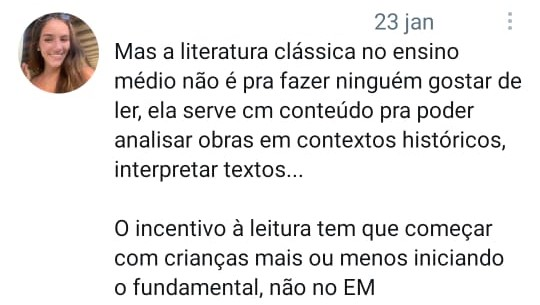 23 jan
Mas a literatura clássica no ensino
médio não é pra fazer ninguém gostar de
ler, ela serve cm conteúdo pra poder
analisar obras em contextos históricos,
interpretar textos...
O incentivo à leitura tem que começar
com crianças mais ou menos iniciando
o fundamental, não no EM